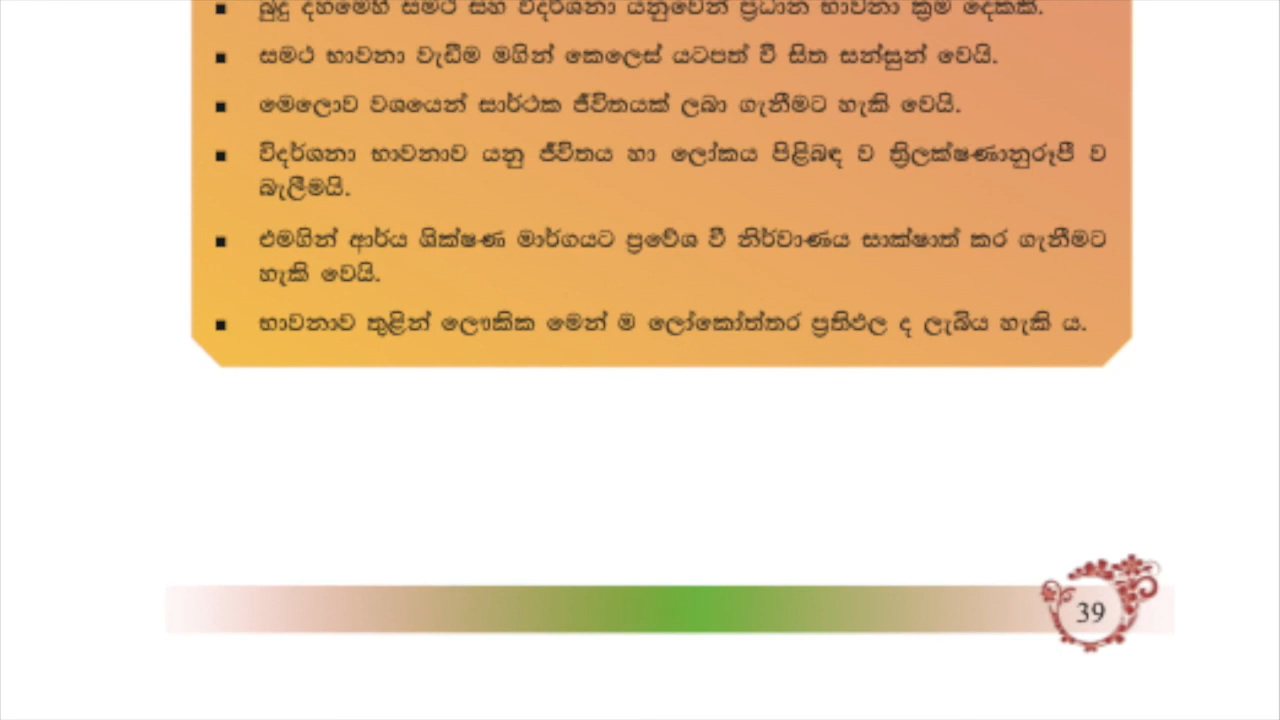 ▪ බුදු දහමෙහි සමථ සහ විදර්ශනා යනුවෙන් ප්‍රධාන භාවනා ක්‍රම දෙකකි.
▪ සමථ භාවනා වැඩීම මගින් කෙලෙස් යටපත් වී සිත සන්සුන් වෙයි.
▪ මෙලොව වශයෙන් සාර්ථක ජීවිතයක් ලබා ගැනීමට හැකි වෙයි.
▪ විදර්ශනා භාවනාව යනු ජීවිතය හා ලෝකය පිළිබඳ ව ත්‍රිලක්ෂණානුරූපී ව
බැලීමයි.
▪ එමගින් ආර්ය ශික්ෂණ මාර්ගයට ප්‍රවේශ වී නිර්වාණය සාක්ෂාත් කර ගැනීමට
හැකි වෙයි.
▪ භාවනාව තුළින් ලෞකික මෙන් ම ලෝකෝත්තර ප්‍රතිඵල ද ලැබිය හැකි ය.
39